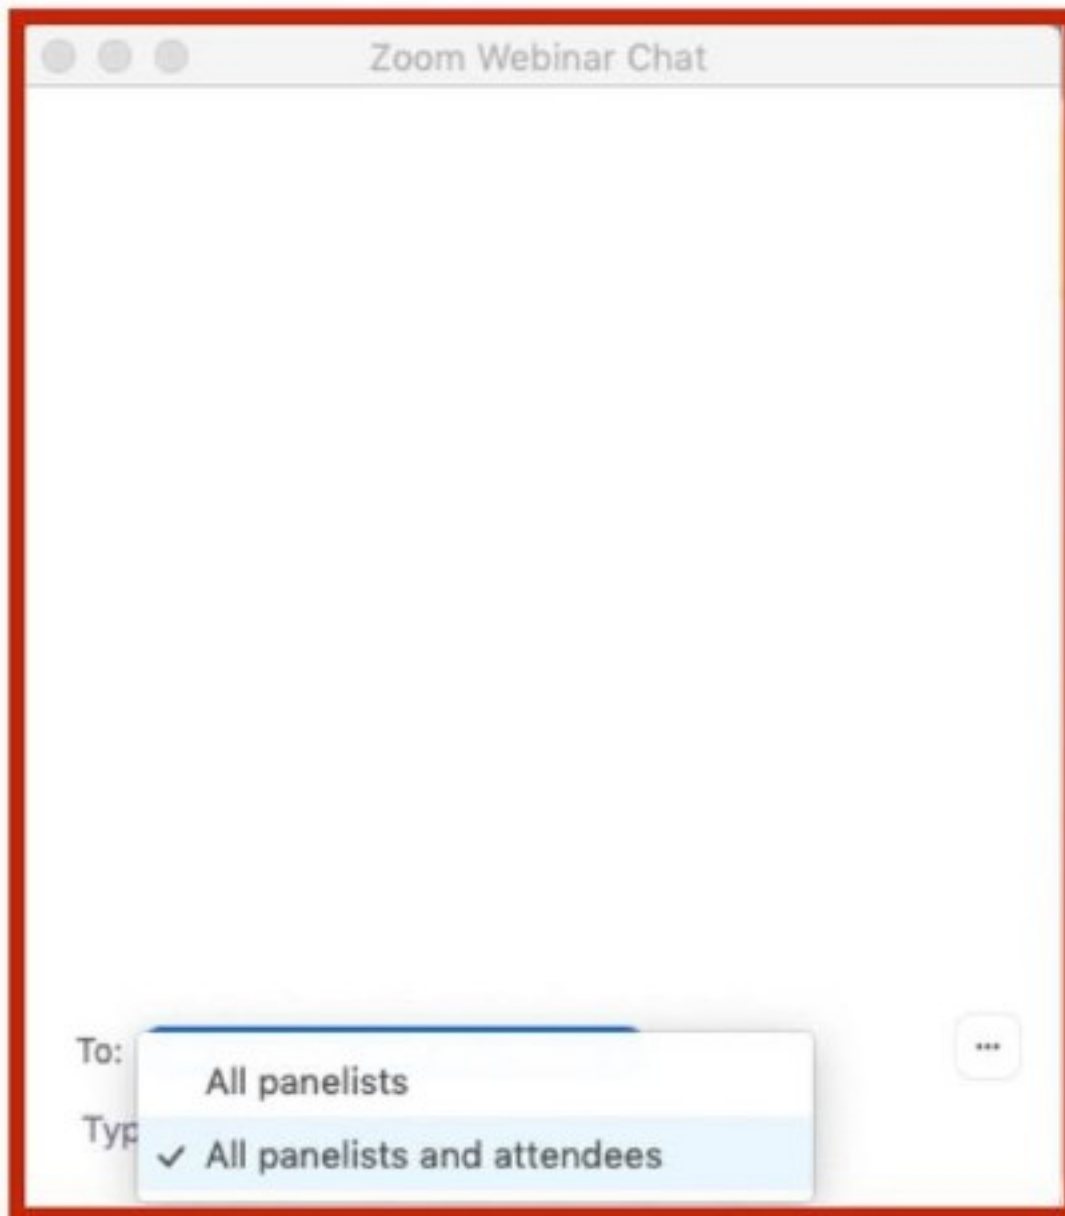 Zoom Webinar Chat
To:
All panelists
Typ
All panelists and attendees